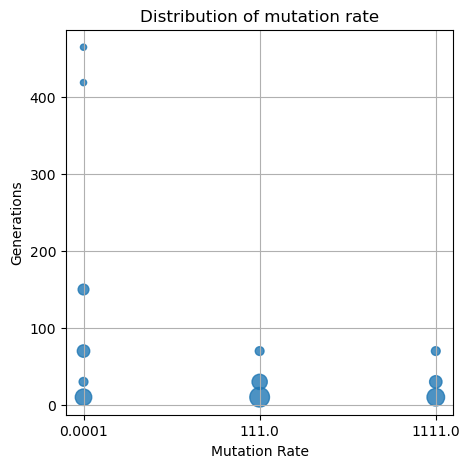 Distribution of mutation rate
Generations
400
300
200
100
0
0.0001 111.0 1111.0
Mutation Rate